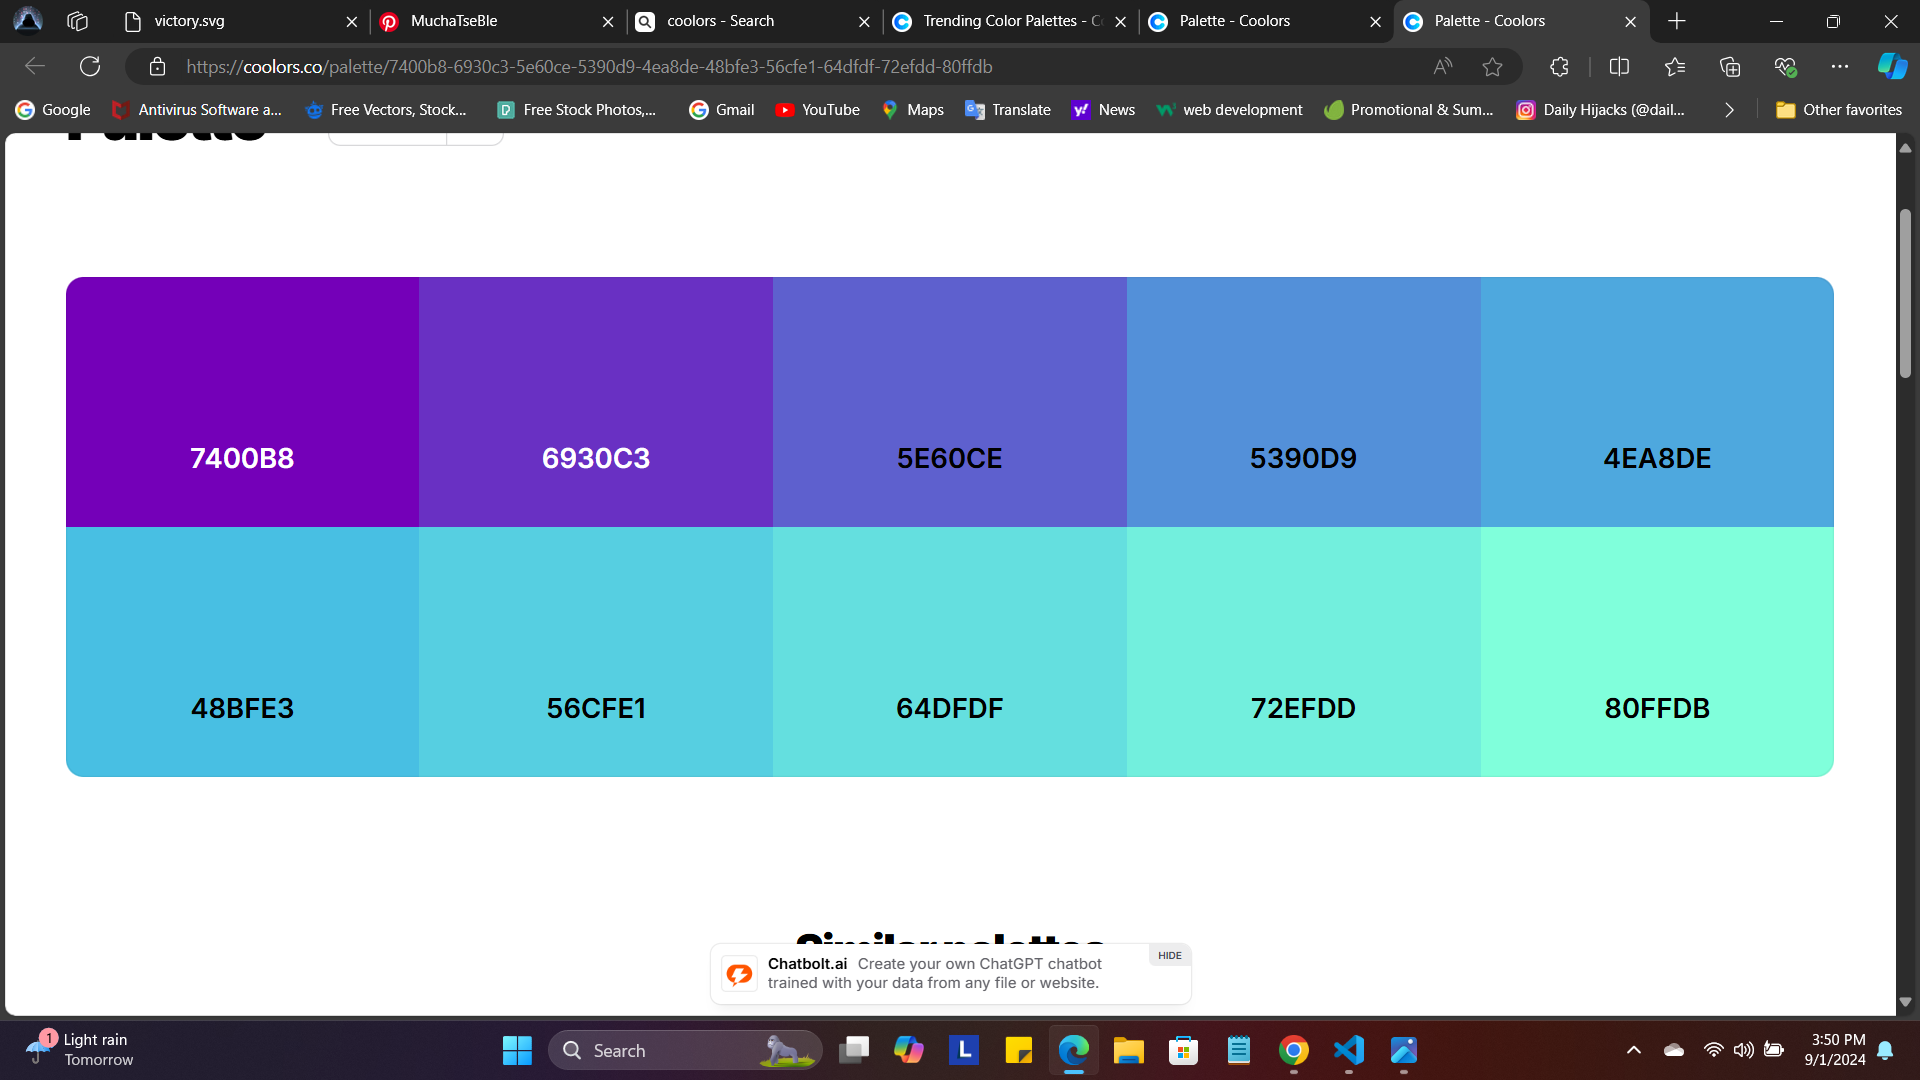 victory.svg
MuchaTseBle
coolors - Search
Trending Color Palettes - Co
Palette - Coolors
Palette - Coolors
https://coolors.co/palette/7400b8-6930c3-5e60ce-5390d9-4ea8de-48bfe3-56cfe1-64dfdf-72efdd-80ffdb
Google
Antivirus Software a...
Free Vectors, Stock...
Free Stock Photos,...
Gmail
YouTube
Maps
Translate
News
web development
Promotional & Sum...
Daily Hijacks (@dail...
Other favorites
Palette
7400B8
6930C3
5E60CE
5390D9
4EA8DE
48BFE3
56CFE1
64DFDF
72EFDD
80FFDB
Similar palettes
HIDE
Chatbolt.ai Create your own ChatGPT chatbot
trained with your data from any file or website.
1
Light rain
Tomorrow
Search
L
3:50 PM
9/1/2024